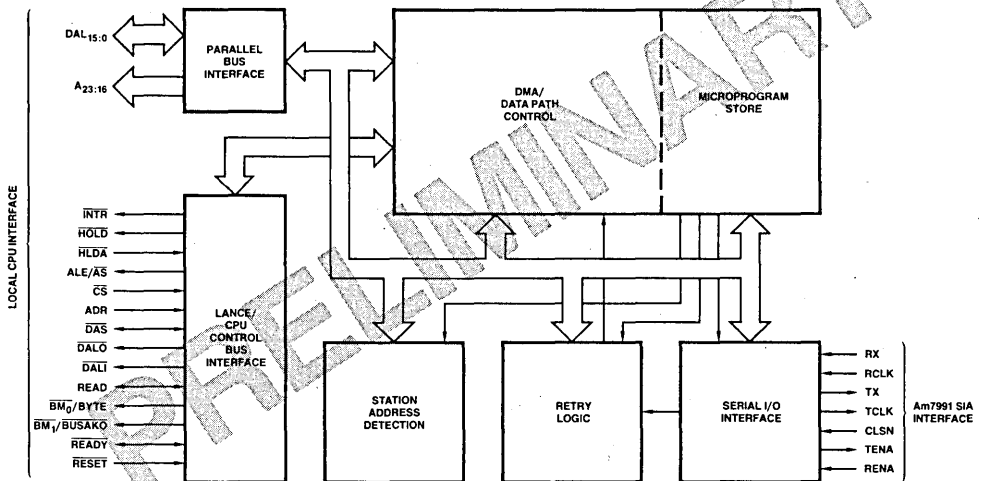 PRELIMINARY
DAL15:0
A23:16
PARALLEL
BUS
INTERFACE
DMA/
DATA PATH
CONTROL
MICROPROGRAM
STORE
LOCAL CPU INTERFACE
INTR
HOLD
HLDA
ALE/AS
CS
ADR
DAS
DALO
DALI
READ
BM0/BYTE
BM1/BUSAKO
READY
RESET
LANCE/
CPU
CONTROL
BUS
INTERFACE
STATION
ADDRESS
DETECTION
RETRY
LOGIC
SERIAL I/O
INTERFACE
RX
RCLK
TX
TCLK
CLSN
TENA
RENA
Am7991 SIA
INTERFACE